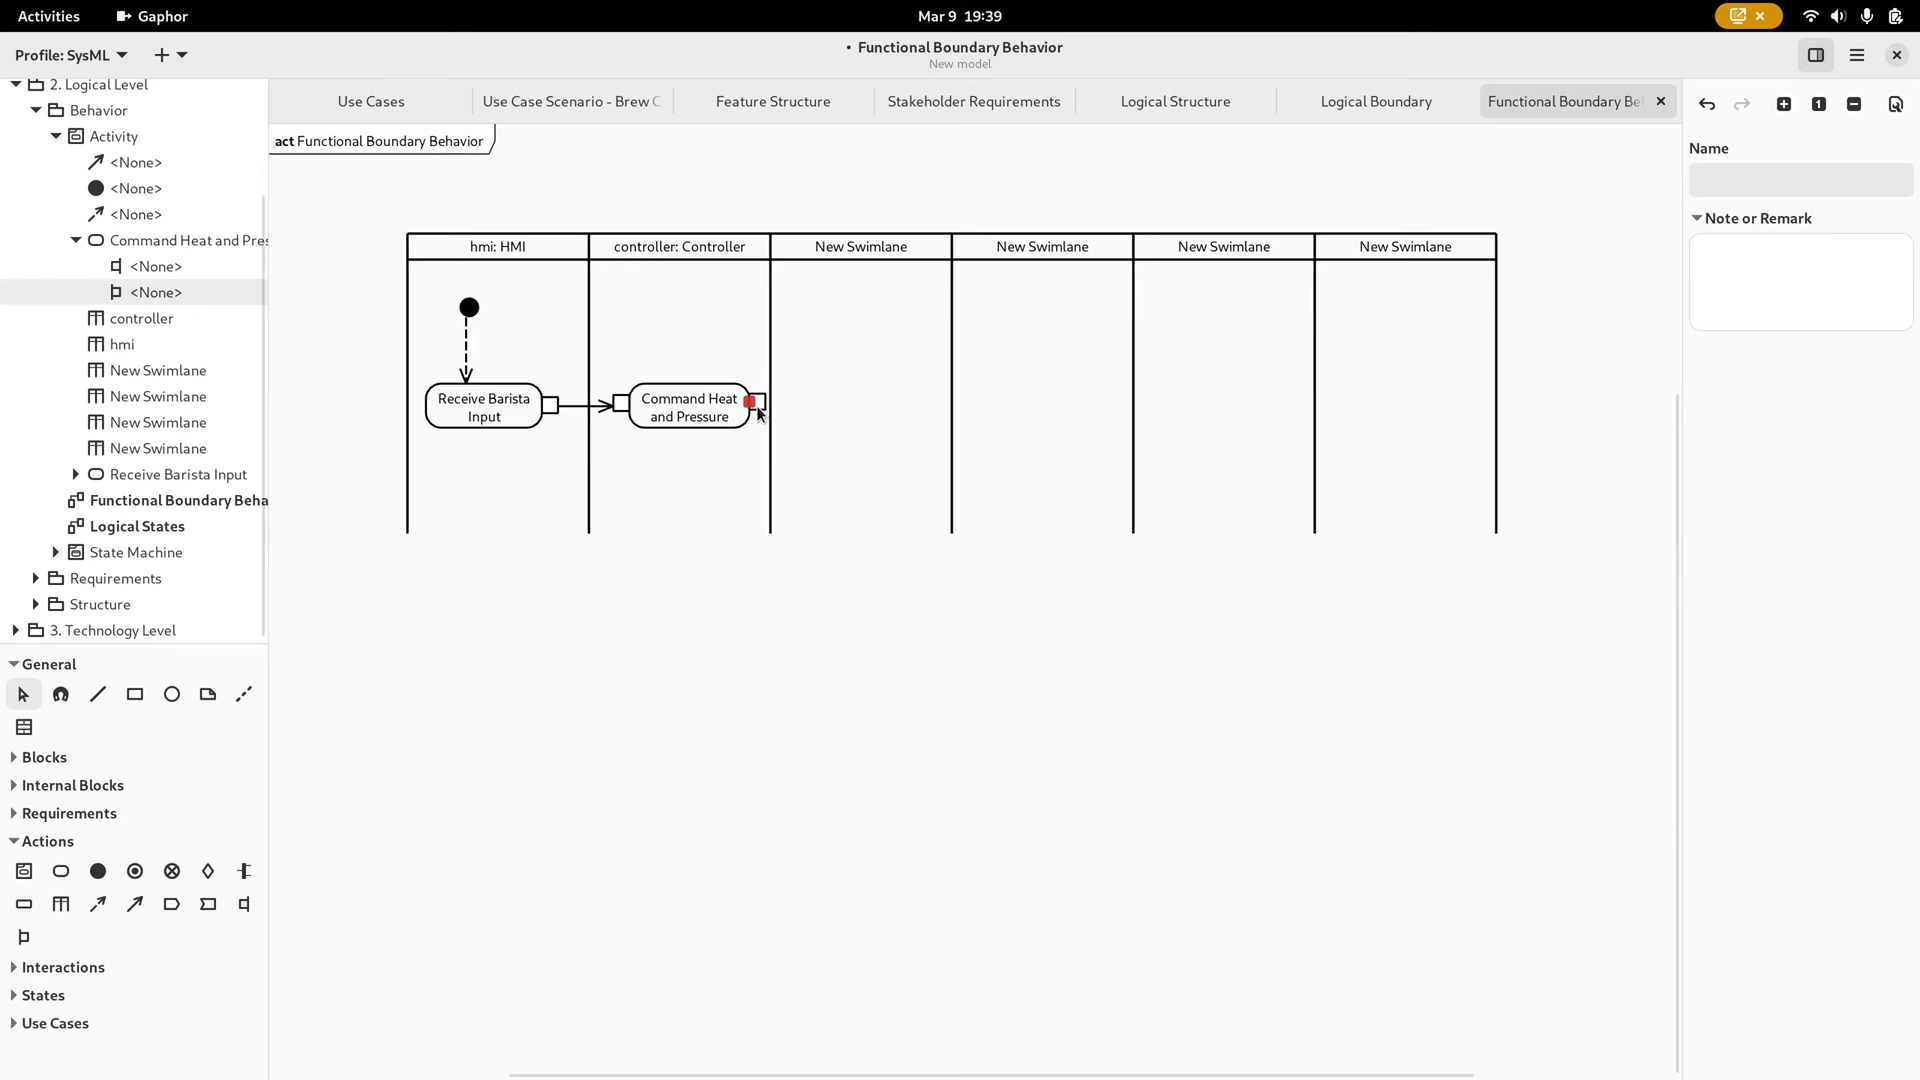 Activities
Gaphor
Mar 9 19:39
Profile: SysML
• Functional Boundary Behavior
New model
2. Logical Level
Behavior
Activity
<None>
<None>
<None>
Command Heat and Pres
<None>
<None>
controller
hmi
New Swimlane
New Swimlane
New Swimlane
New Swimlane
Receive Barista Input
Functional Boundary Beha
Logical States
State Machine
Requirements
Structure
3. Technology Level
General
Blocks
Internal Blocks
Requirements
Actions
Interactions
States
Use Cases
Use Cases
Use Case Scenario - Brew C
Feature Structure
Stakeholder Requirements
Logical Structure
Logical Boundary
Functional Boundary Be
act Functional Boundary Behavior
hmi: HMI
controller: Controller
New Swimlane
New Swimlane
New Swimlane
New Swimlane
Receive Barista
Input
Command Heat
and Pressure
Name
Note or Remark